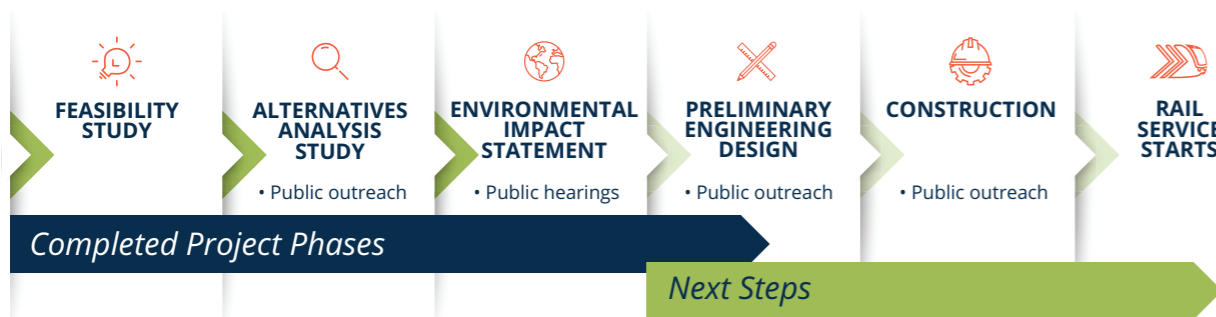 FEASIBILITY
STUDY
ALTERNATIVES
ANALYSIS
STUDY
• Public outreach
ENVIRONMENTAL
IMPACT
STATEMENT
• Public hearings
PRELIMINARY
ENGINEERING
DESIGN
• Public outreach
CONSTRUCTION
• Public outreach
RAIL
SERVICE
STARTS
Completed Project Phases
Next Steps